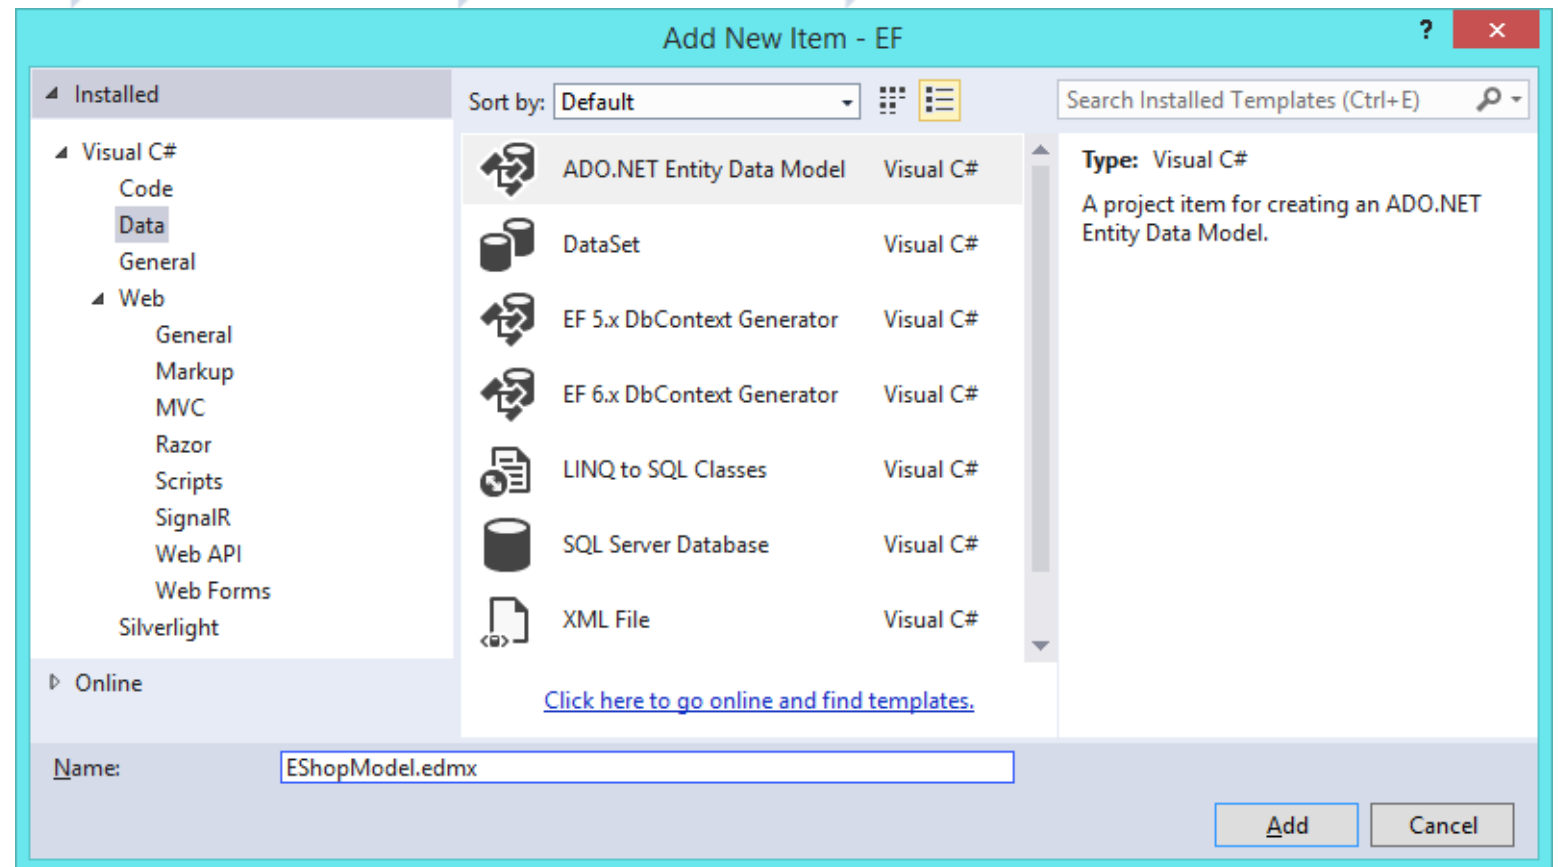 Add New Item - EF
?
Installed
Sort by: Default
Search Installed Templates (Ctrl+E)
Visual C#
Code
Data
General
Web
General
Markup
MVC
Razor
Scripts
SignalR
Web API
Web Forms
Silverlight
Online
ADO.NET Entity Data Model Visual C#
DataSet Visual C#
EF 5.x DbContext Generator Visual C#
EF 6.x DbContext Generator Visual C#
LINQ to SQL Classes Visual C#
SQL Server Database Visual C#
XML File Visual C#
Click here to go online and find templates.
Type: Visual C#
A project item for creating an ADO.NET
Entity Data Model.
Name: EShopModel.edmx
Add Cancel